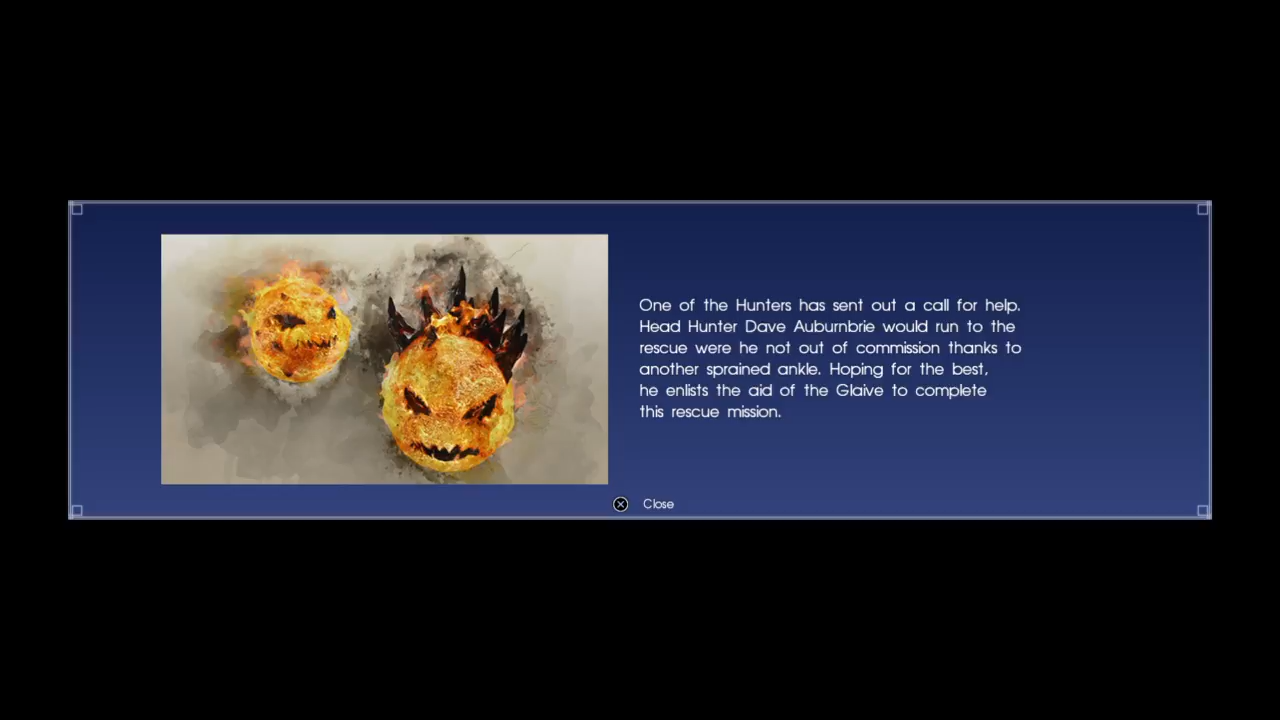 One of the Hunters has sent out a call for help.
Head Hunter Dave Auburnbrie would run to the
rescue were he not out of commission thanks to
another sprained ankle. Hoping for the best,
he enlists the aid of the Glaive to complete
this rescue mission.
Close